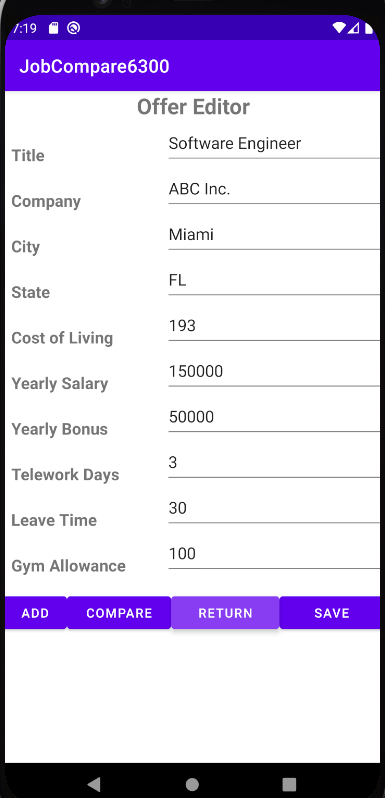 7:19
JobCompare6300
Offer Editor
Title Software Engineer
Company ABC Inc.
City Miami
State FL
Cost of Living 193
Yearly Salary 150000
Yearly Bonus 50000
Telework Days 3
Leave Time 30
Gym Allowance 100
ADD COMPARE RETURN SAVE